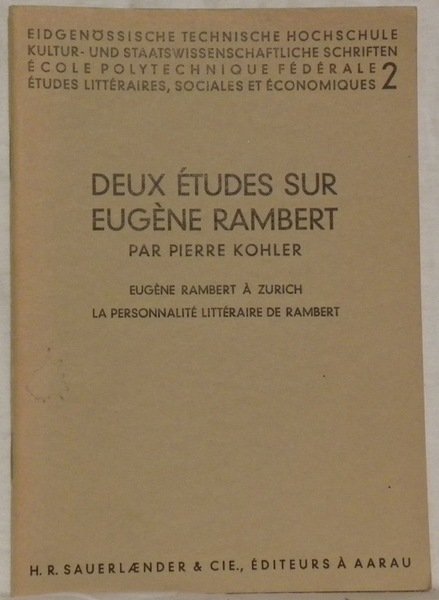 EIDGENÖSSISCHE TECHNISCHE HOCHSCHULE
KULTUR- UND STAATSWISSENSCHAFTLICHE SCHRIFTEN
ÉCOLE POLYTECHNIQUE FÉDÉRALE
ÉTUDES LITTÉRAIRES, SOCIALES ET ÉCONOMIQUES 2
DEUX ÉTUDES SUR
EUGÈNE RAMBERT
PAR PIERRE KOHLER
EUGÈNE RAMBERT À ZURICH
LA PERSONNALITÉ LITTÉRAIRE DE RAMBERT
H. R. SAUERLÆNDER & CIE., ÉDITEURS À AARAU